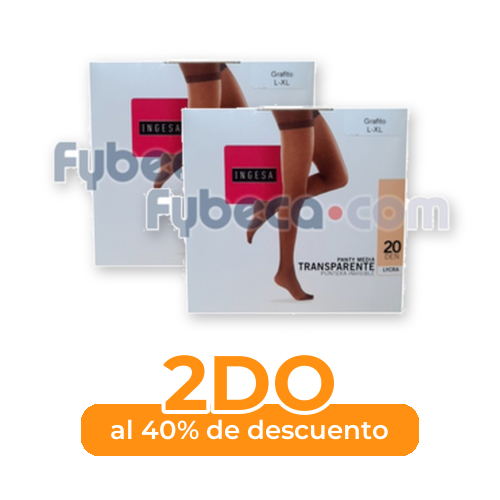 Grafito
L-XL
INGESA
Grafito
L-XL
INGESA
Fybeca
Fybeca.com
20
DEN
LYCRA
PANTY MEDIA
TRANSPARENTE
PUNTERA INVISIBLE
2DO
al 40% de descuento